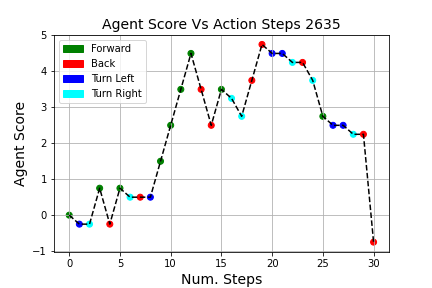 Agent Score Vs Action Steps 2635
Forward
Back
Turn Left
Turn Right
Agent Score
5
4
3
2
1
0
−1
0 5 10 15 20 25 30
Num. Steps